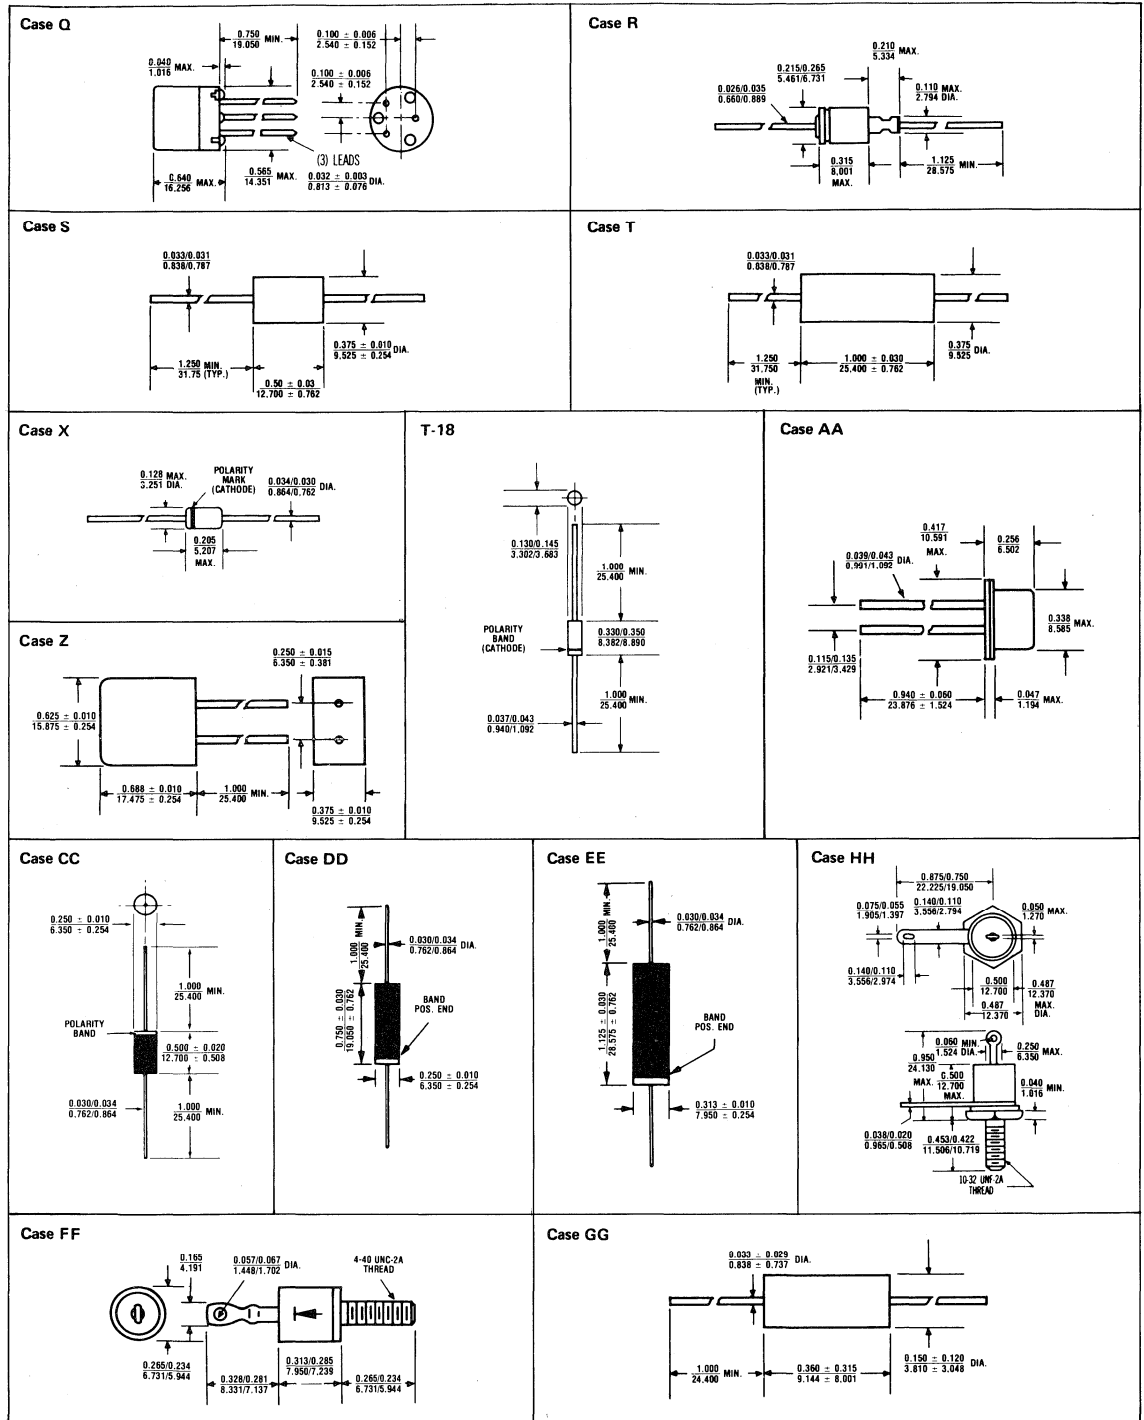 Case Q
0.750
19.050 MIN.
0.100 ± 0.006
2.540 ± 0.152
0.040
1.016 MAX.
0.100 ± 0.006
2.540 ± 0.152
(3) LEADS
0.640
16.256 MAX.
0.565
14.351 MAX.
0.032 ± 0.003
0.813 ± 0.076 DIA.
Case R
0.210
5.334 MAX.
0.215/0.265
5.461/6.731
0.026/0.035
0.660/0.889
0.110 MAX.
2.794 DIA.
0.315
8,001
MAX.
1.125
28.575 MIN.
Case S
0.033/0.031
0.838/0.787
0.375 ± 0.010
9.525 ± 0.254 DIA.
1.250 MIN.
31.75 (TYP.)
0.50 ± 0.03
12.700 ± 0.762
Case T
0.033/0.031
0.838/0.787
0.375
9.525 DIA.
1.250
31.750
MIN.
(TYP.)
1.000 ± 0.030
25.400 ± 0.762
Case X
0.128 MAX.
3.251 DIA.
POLARITY
MARK
(CATHODE)
0.034/0.030
0.864/0.762 DIA.
0.205
5.207
MAX.
T-18
0.130/0.145
3.302/3.683
1.000
25.400 MIN.
POLARITY
BAND
(CATHODE)
0.330/0.350
8.382/8.890
1.000
25.400 MIN.
0.037/0.043
0.940/1,092
Case AA
0.417
10.591
MAX.
0.256
6.502
0.039/0.043
0.991/1,092 DIA.
0.338
8.585 MAX.
0.115/0.135
2.921/3,429
0.940 ± 0.060
23.876 ± 1.524
0.047
1.194 MAX.
Case Z
0.250 ± 0.015
6.350 ± 0.381
0.625 ± 0.010
15.875 ± 0.254
0.688 ± 0.010
17.475 ± 0.254
1.000
25.400 MIN.
0.375 ± 0.010
9.525 ± 0.254
Case CC
0.250 ± 0.010
6.350 ± 0.254
1.000
25.400 MIN.
POLARITY
BAND
0.500 ± 0.020
12.700 ± 0.508
0.030/0.034
0.762/0.864
1.000
25.400 MIN.
Case DD
1.000
25.400 MIN.
0.030/0.034
0.762/0.864 DIA.
0.750 ± 0.030
19.050 ± 0.762
BAND
POS. END
0.250 ± 0.010
6.350 ± 0.254
Case EE
1.000
25.400 MIN.
0.030/0.034
0.762/0.864 DIA.
1.125 ± 0.030
28.575 ± 0.762
BAND
POS. END
0.313 ± 0.010
7.950 ± 0.254
Case HH
0.875/0.750
22.225/19.050
0.075/0.055
1.905/1.397
0.140/0.110
3.556/2.794
0.050
1.270 MAX.
0.140/0.110
3,556/2.974
0.500
12.700
0.487
12.370
0.487
12.370
MAX.
DIA.
0.060 MIN.
1.524 DIA.
0.250
6.350 MAX.
0.950
24.130
MAX.
0.500
12.700
MAX.
0.040
1.016 MIN.
0.038/0.020
0.965/0.508
0.453/0.422
11.506/10.719
10-32 UNF-2A
THREAD
Case FF
0.165
4.191
0.057/0.067
1.448/1.702 DIA.
4-40 UNC-2A
THREAD
0.265/0.234
6.731/5.944
0.328/0.281
8.331/7.137
0.313/0.285
7.950/7.239
0.265/0.234
6.731/5.944
Case GG
0.033 ± 0.029
0.838 ± 0.737 DIA.
1.000
24.400 MIN.
0.360 ± 0.315
9.144 ± 8,001
0.150 ± 0.120
3.810 ± 3.048 DIA.